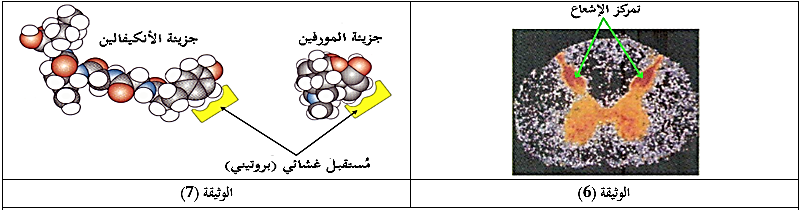 تمركز الإشعاع
جزيئة المورفين
جزيئة الأنكيفالين
مُستقبل غشائي (بروتيني)
الوثيقة (6)
الوثيقة (7)